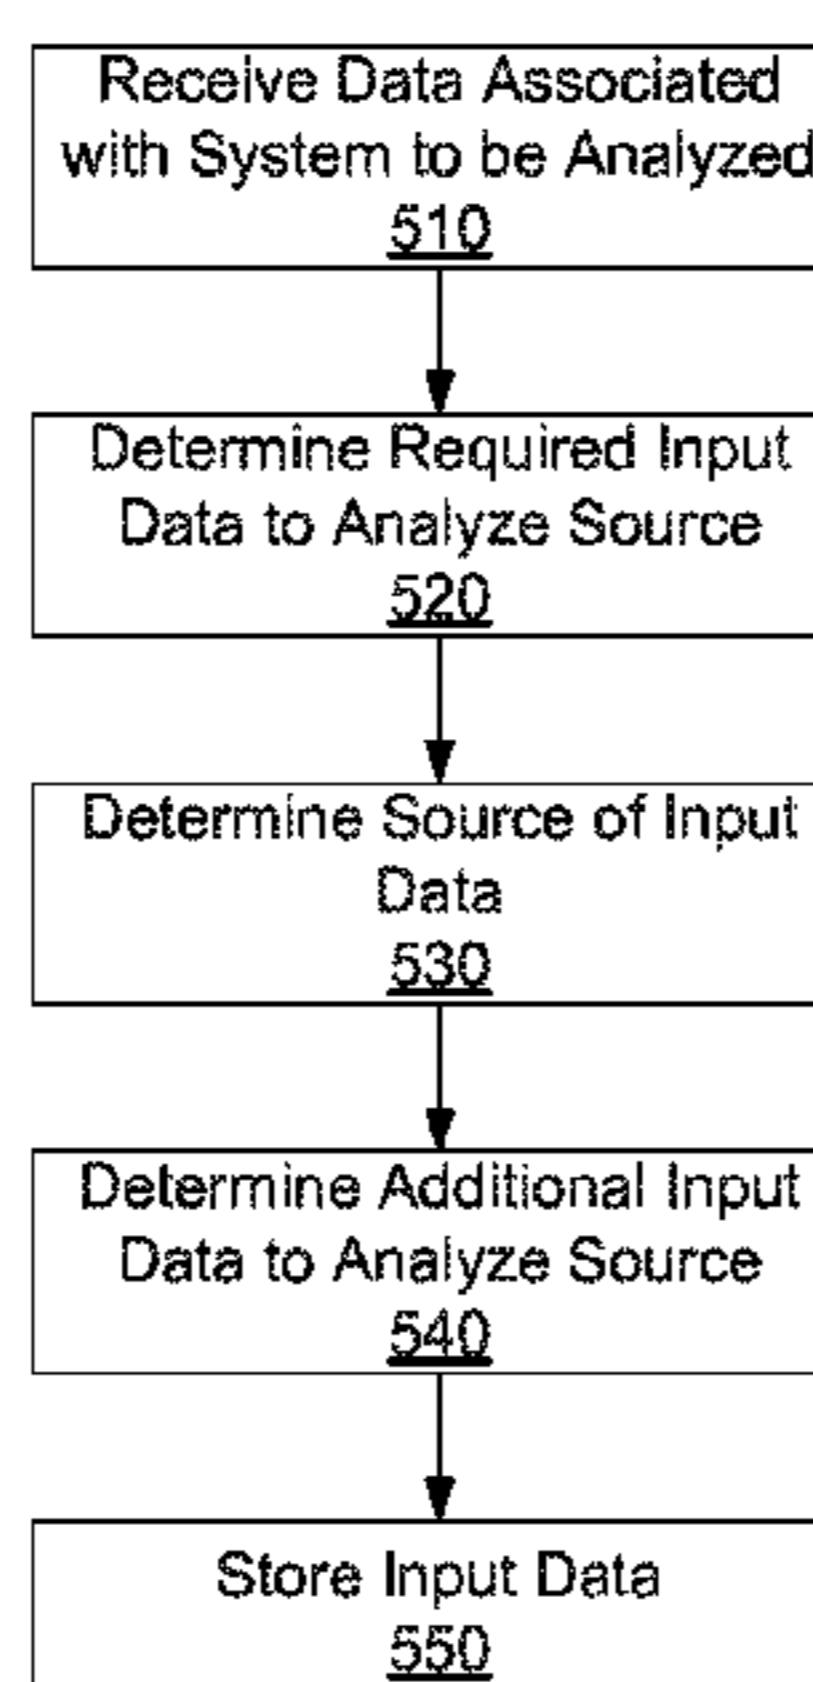 Receive Data Associated
with System to be Analyzed
510
Determine Required Input
Data to Analyze Source
520
Determine Source of Input
Data
530
Determine Additional Input
Data to Analyze Source
540
Store Input Data
550